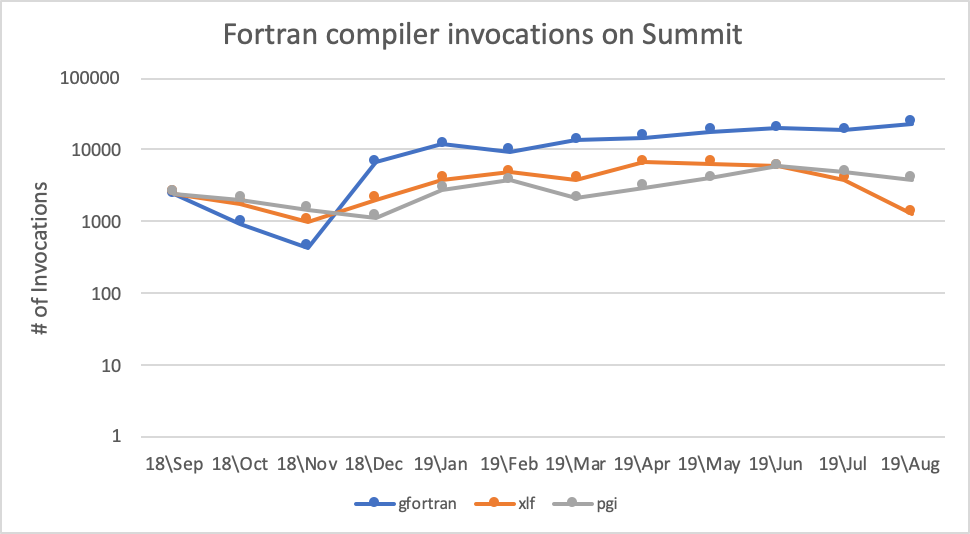 Fortran compiler invocations on Summit
100000
10000
1000
100
10
1
# of Invocations
18\Sep 18\Oct 18\Nov 18\Dec 19\Jan 19\Feb 19\Mar 19\Apr 19\May 19\Jun 19\Jul 19\Aug
gfortran xlf pgi